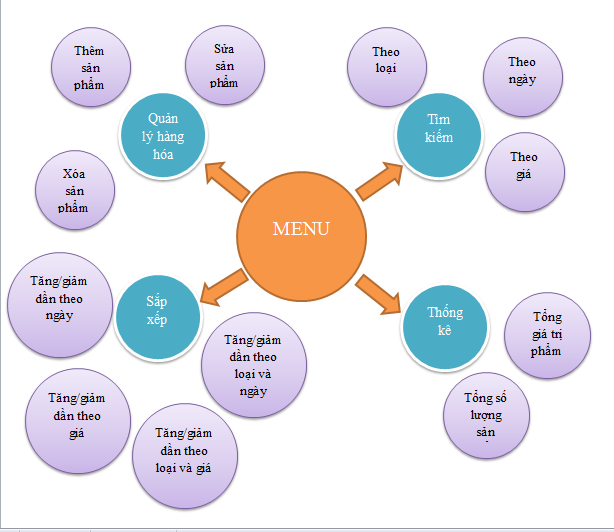 Thêm
sản
phẩm
Sửa
sản
phẩm
Quản
lý hàng
hóa
Xóa
sản
phẩm
Theo
loại
Theo
ngày
Tìm
kiếm
Theo
giá
MENU
Tăng/giảm
dần theo
ngày
Sắp
xếp
Tăng/giảm
dần theo
loại và
ngày
Tăng/giảm
dần theo
giá
Tăng/giảm
dần theo
loại và giá
Thống
kê
Tổng
giá trị
phẩm
Tổng số
lượng
sản